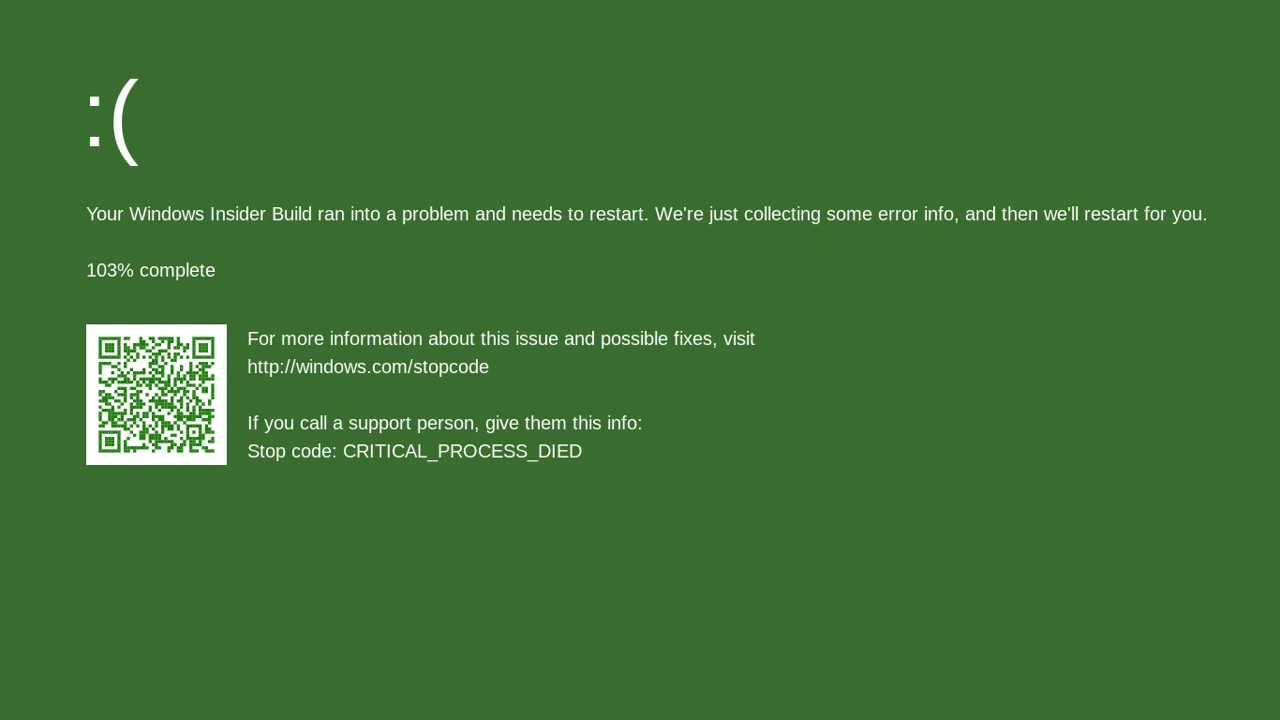 :(
Your Windows Insider Build ran into a problem and needs to restart. We're just collecting some error info, and then we'll restart for you.
103% complete
For more information about this issue and possible fixes, visit
http://windows.com/stopcode
If you call a support person, give them this info:
Stop code: CRITICAL_PROCESS_DIED